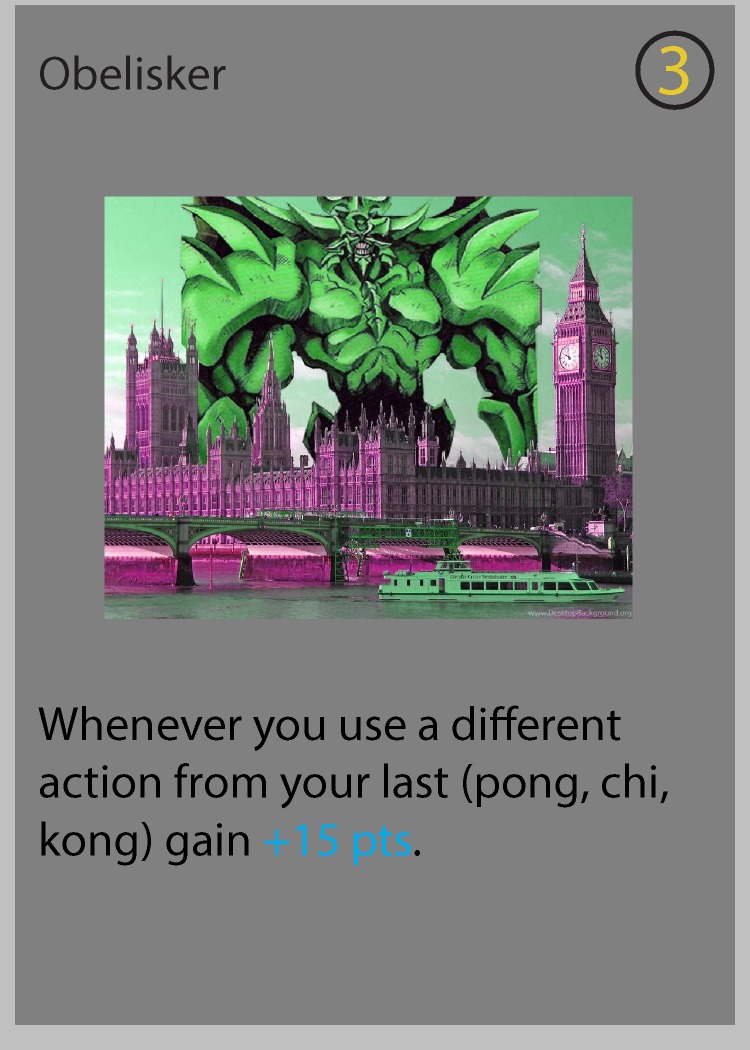 Obelisker
3
www.DesktopBackground.org
Whenever you use a different
action from your last (pong, chi,
kong) gain +15 pts.